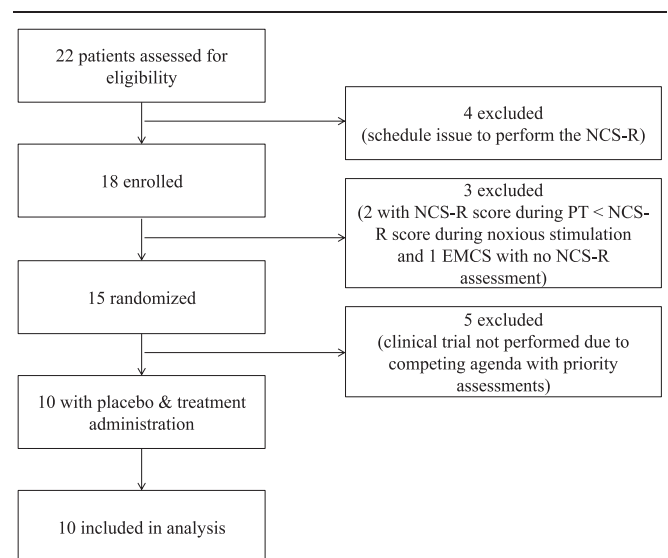 22 patients assessed for
eligibility
4 excluded
(schedule issue to perform the NCS-R)
18 enrolled
3 excluded
(2 with NCS-R score during PT < NCS-
R score during noxious stimulation
and 1 EMCS with no NCS-R
assessment)
15 randomized
5 excluded
(clinical trial not performed due to
competing agenda with priority
assessments)
10 with placebo & treatment
administration
10 included in analysis